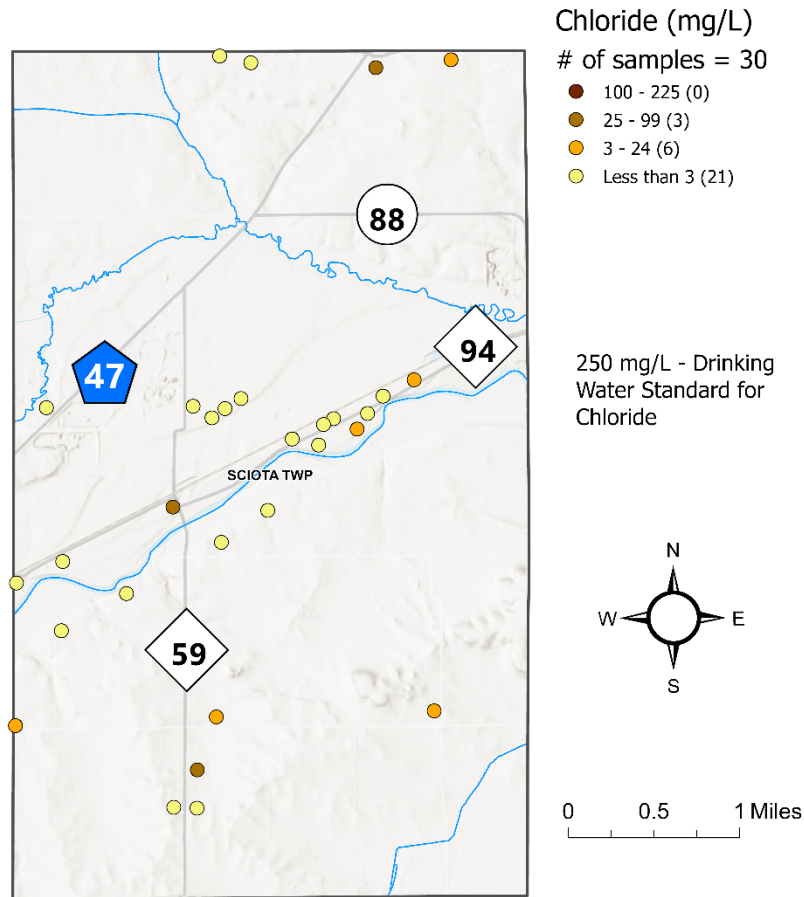 Chloride (mg/L)
# of samples = 30
100 - 225 (0)
25 - 99 (3)
3 - 24 (6)
Less than 3 (21)
88
94
47
250 mg/L - Drinking
Water Standard for
Chloride
SCIOTA TWP
N
W
E
S
59
0
0.5
1 Miles